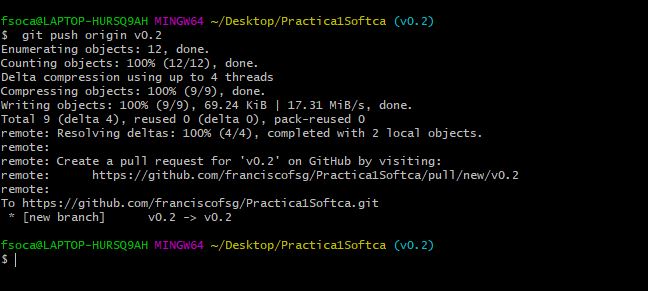 fsoca@LAPTOP-HURSQ9AH MINGW64 ~/Desktop/Practica1Softca (v0.2)
$  git push origin v0.2
Enumerating objects: 12, done.
Counting objects: 100% (12/12), done.
Delta compression using up to 4 threads
Compressing objects: 100% (9/9), done.
Writing objects: 100% (9/9), 69.24 KiB | 17.31 MiB/s, done.
Total 9 (delta 4), reused 0 (delta 0), pack-reused 0
remote: Resolving deltas: 100% (4/4), completed with 2 local objects.
remote:
remote: Create a pull request for 'v0.2' on GitHub by visiting:
remote:      https://github.com/franciscofsg/Practica1Softca/pull/new/v0.2
remote:
To https://github.com/franciscofsg/Practica1Softca.git
 * [new branch]      v0.2 -> v0.2
fsoca@LAPTOP-HURSQ9AH MINGW64 ~/Desktop/Practica1Softca (v0.2)
$